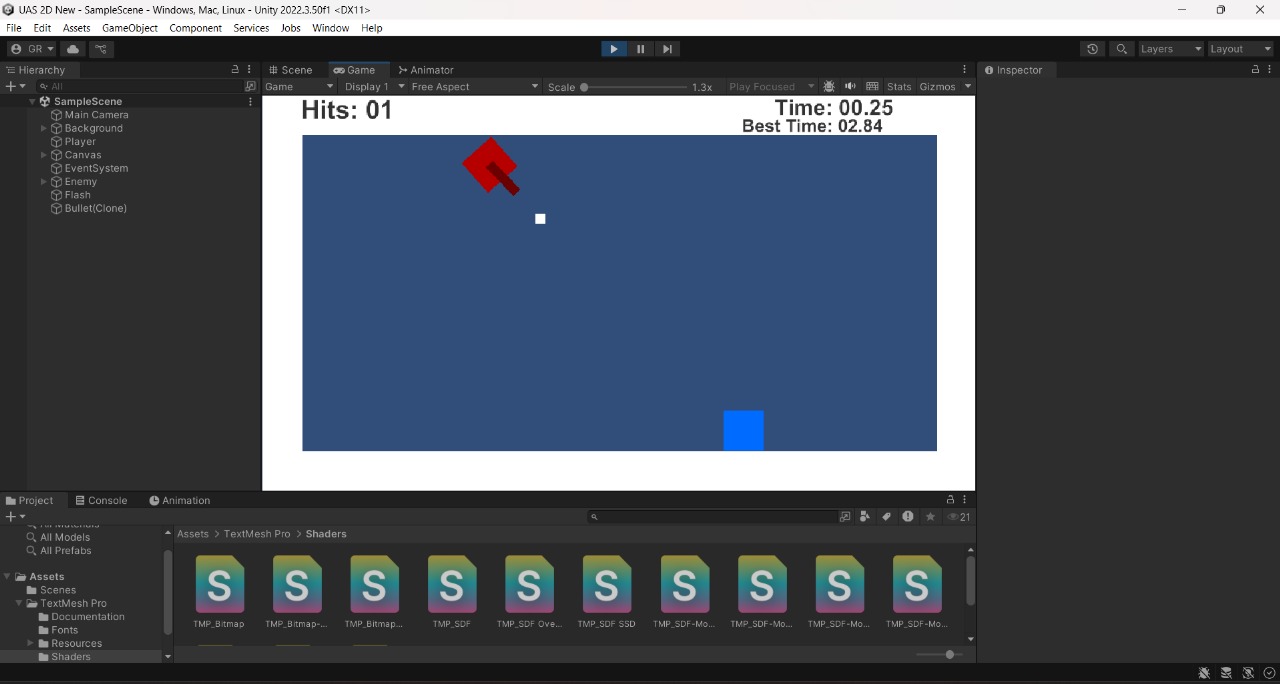 UAS 2D New - SampleScene - Windows, Mac, Linux - Unity 2022.3.50f1 <DX11>
File Edit Assets GameObject Component Services Jobs Window Help
GR
Layers
Layout
Hierarchy
Scene
Game
Animator
Inspector
All
Game
Display 1
Free Aspect
Scale
1.3x
Play Focused
Stats
Gizmos
SampleScene
Main Camera
Background
Player
Canvas
EventSystem
Enemy
Flash
Bullet(Clone)
Hits: 01
Time: 00.25
Best Time: 02.84
Project
Console
Animation
21
All Materials
All Models
All Prefabs
Assets
Scenes
TextMesh Pro
Documentation
Fonts
Resources
Shaders
Assets > TextMesh Pro > Shaders
S S S S S S S S S S
TMP_Bitmap TMP_Bitmap-... TMP_Bitmap... TMP_SDF TMP_SDF Ove... TMP_SDF SSD TMP_SDF-Mo... TMP_SDF-Mo... TMP_SDF-Mo... TMP_SDF-Mo...